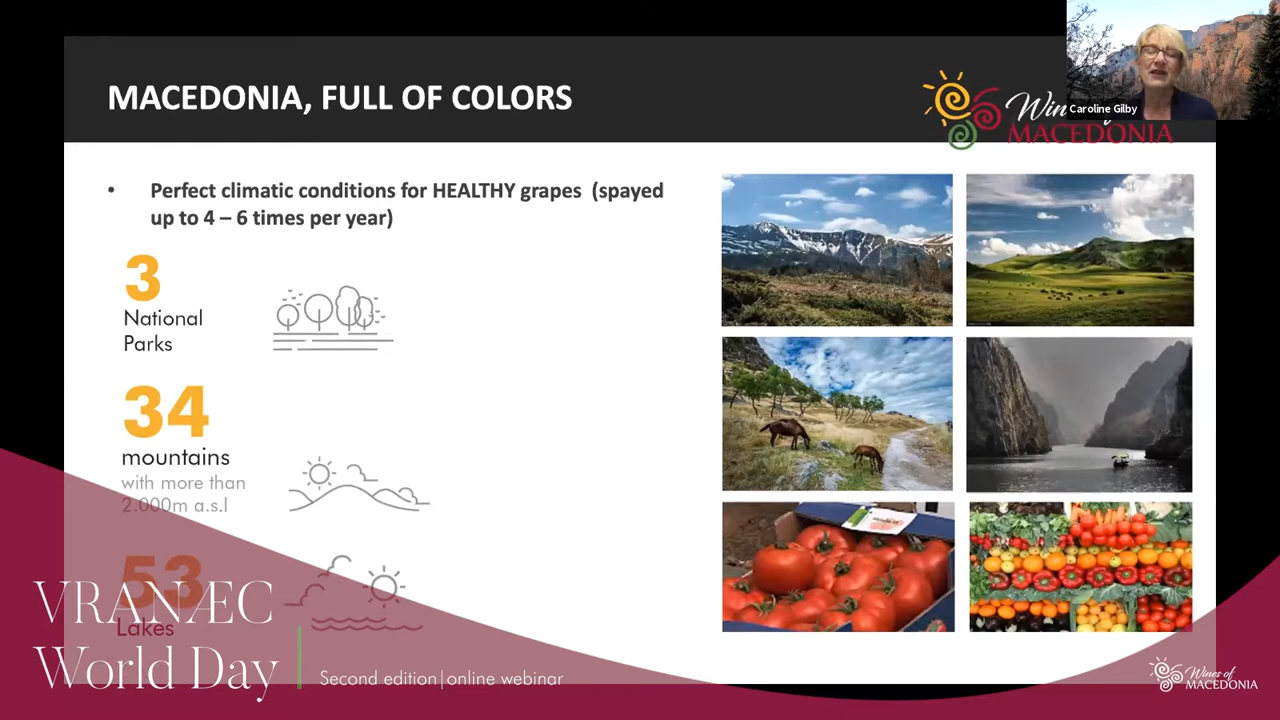 MACEDONIA, FULL OF COLORS
Win
MACEDONIA
Caroline Gilby
• Perfect climatic conditions for HEALTHY grapes (spayed
up to 4 – 6 times per year)
3
National
Parks
34
mountains
with more than
2.000m a.s.l
53
Lakes
VRANÆC
World Day
Second edition|online webinar
Wines of
MACEDONIA